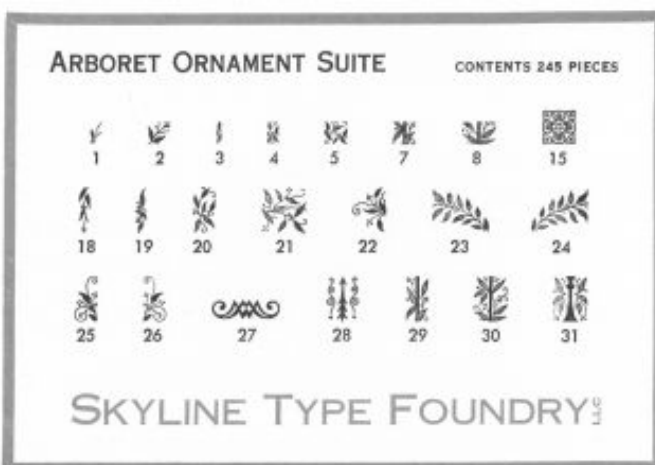 ARBORET ORNAMENT SUITE CONTENTS 245 PIECES
1 2 3 4 5 7 8 15
18 19 20 21 22 23 24
25 26 27 28 29 30 31
SKYLINE TYPE FOUNDRY LLC